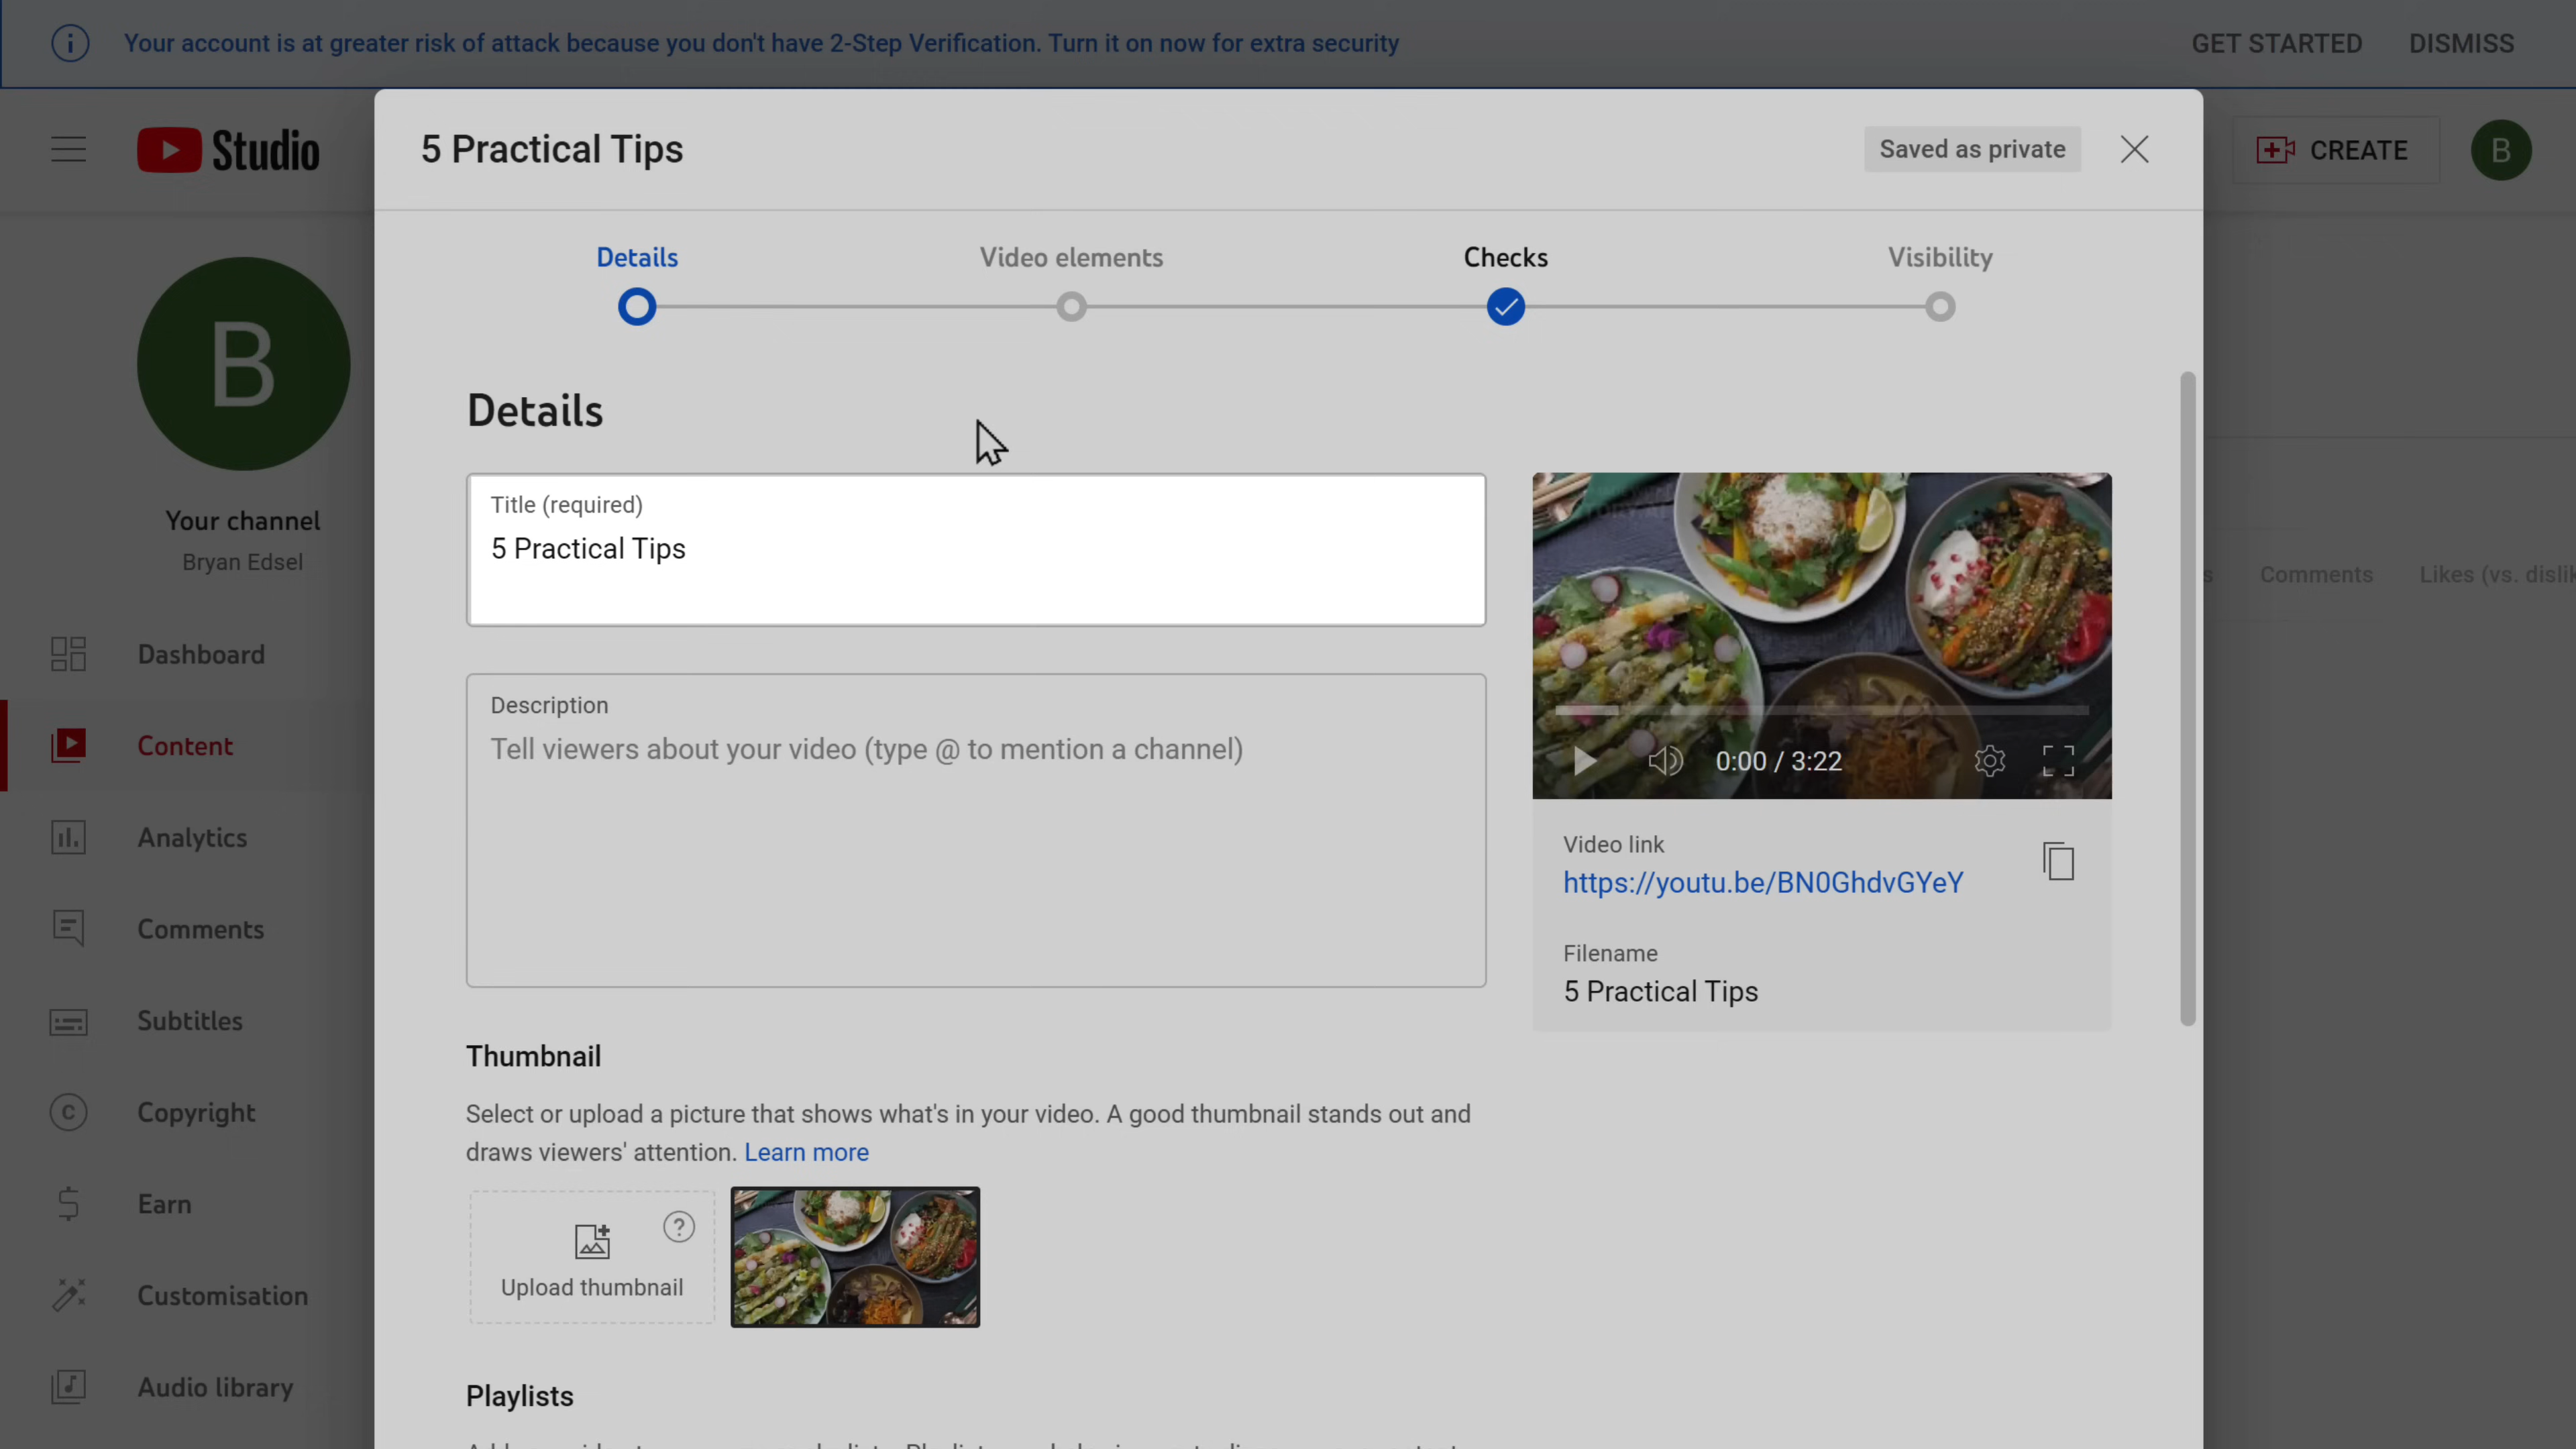 Your account is at greater risk of attack because you don't have 2-Step Verification. Turn it on now for extra security
GET STARTED
DISMISS
Studio
CREATE
B
5 Practical Tips
Saved as private
Details
Video elements
Checks
Visibility
B
Your channel
Bryan Edsel
Dashboard
Content
Analytics
Comments
Subtitles
Copyright
Earn
Customisation
Audio library
Details
Title (required)
5 Practical Tips
Description
Tell viewers about your video (type @ to mention a channel)
0:00 / 3:22
Video link
https://youtu.be/BN0GhdvGYeY
Filename
5 Practical Tips
Comments
Likes (vs. dislik
Thumbnail
Select or upload a picture that shows what's in your video. A good thumbnail stands out and
draws viewers' attention. Learn more
Upload thumbnail
Playlists